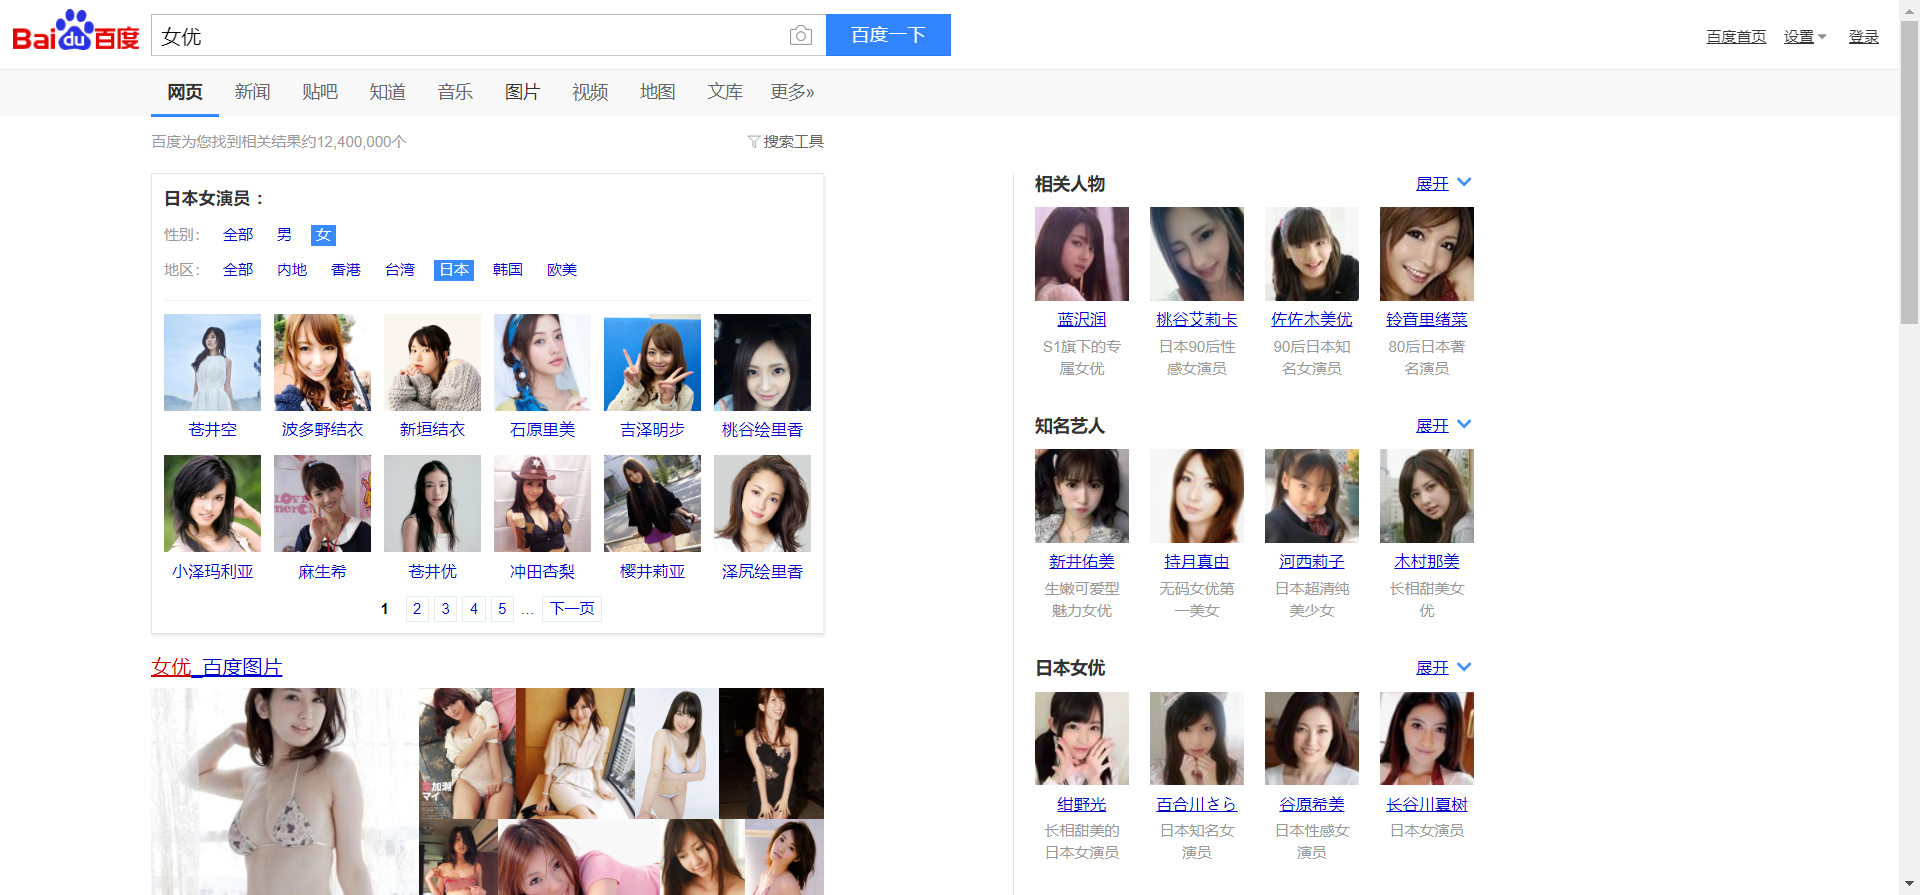 Bai du 百度
女优
百度一下
百度首页 设置 登录
网页 新闻 贴吧 知道 音乐 图片 视频 地图 文库 更多»
百度为您找到相关结果约12,400,000个
搜索工具
日本女演员：
性别： 全部 男 女
地区： 全部 内地 香港 台湾 日本 韩国 欧美
苍井空 波多野结衣 新垣结衣 石原里美 吉泽明步 桃谷绘里香
小泽玛利亚 麻生希 苍井优 冲田杏梨 樱井莉亚 泽尻绘里香
1 2 3 4 5 ... 下一页
女优_百度图片
加瀬
マイ
相关人物 展开
蓝沢润 桃谷艾莉卡 佐佐木美优 铃音里绪菜
S1旗下的专 日本90后性 90后日本知 80后日本著
属女优 感女演员 名女演员 名演员
知名艺人 展开
新井佑美 持月真由 河西莉子 木村那美
生嫩可爱型 无码女优第 日本超清纯 长相甜美女
魅力女优 一美女 美少女 优
日本女优 展开
绀野光 百合川さら 谷原希美 长谷川夏树
长相甜美的 日本知名女 日本性感女 日本女演员
日本女演员 演员 演员